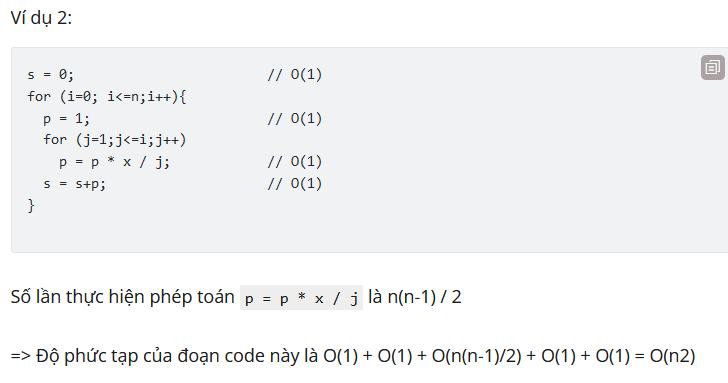 Ví dụ 2:
s = 0; // O(1)
for (i=0; i<=n;i++){
p = 1; // O(1)
for (j=1;j<=i;j++)
p = p * x / j; // O(1)
s = s+p; // O(1)
}
Số lần thực hiện phép toán p = p * x / j là n(n-1) / 2
=> Độ phức tạp của đoạn code này là O(1) + O(1) + O(n(n-1)/2) + O(1) + O(1) = O(n2)